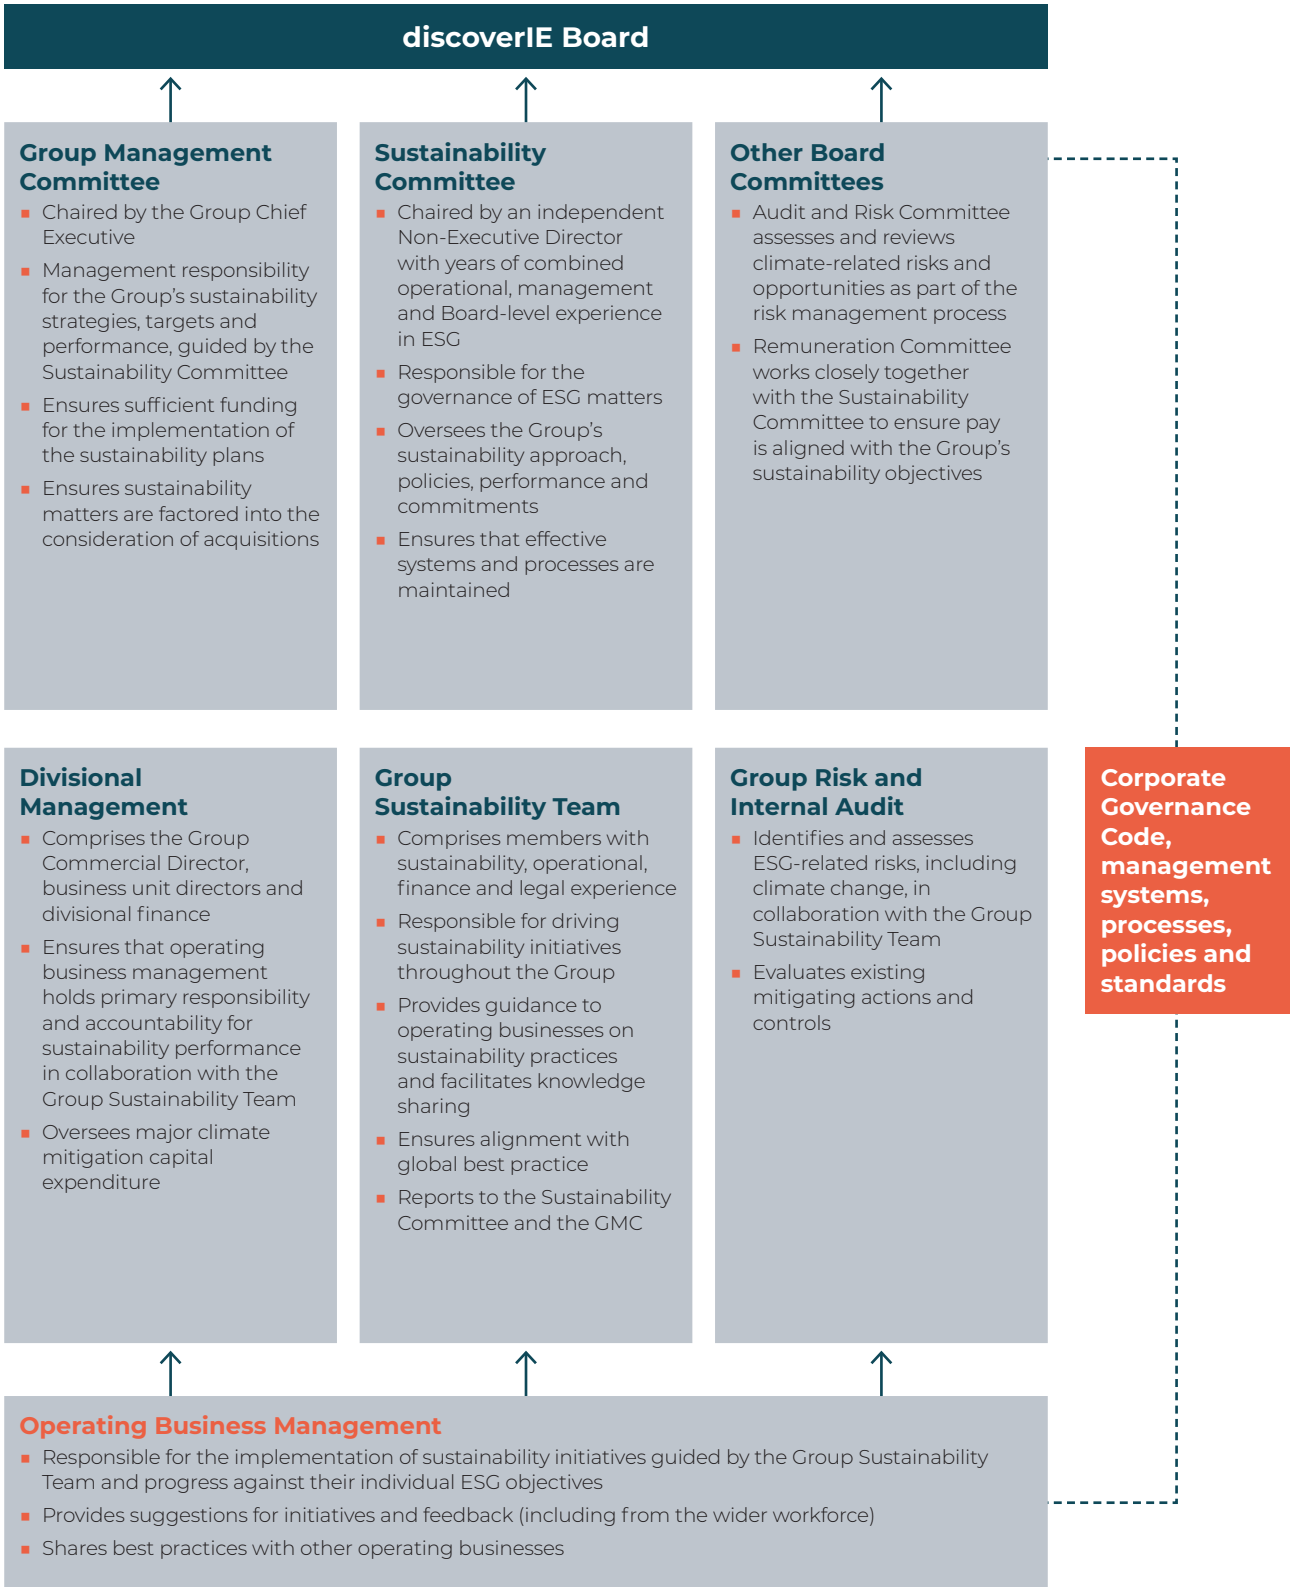 discoverIE Board
Group Management
Committee
■ Chaired by the Group Chief
Executive
■ Management responsibility
for the Group’s sustainability
strategies, targets and
performance, guided by the
Sustainability Committee
■ Ensures sufficient funding
for the implementation of
the sustainability plans
■ Ensures sustainability
matters are factored into the
consideration of acquisitions
Sustainability
Committee
■ Chaired by an independent
Non-Executive Director
with years of combined
operational, management
and Board-level experience
in ESG
■ Responsible for the
governance of ESG matters
■ Oversees the Group’s
sustainability approach,
policies, performance and
commitments
■ Ensures that effective
systems and processes are
maintained
Other Board
Committees
■ Audit and Risk Committee
assesses and reviews
climate-related risks and
opportunities as part of the
risk management process
■ Remuneration Committee
works closely together
with the Sustainability
Committee to ensure pay
is aligned with the Group’s
sustainability objectives
Divisional
Management
■ Comprises the Group
Commercial Director,
business unit directors and
divisional finance
■ Ensures that operating
business management
holds primary responsibility
and accountability for
sustainability performance
in collaboration with the
Group Sustainability Team
■ Oversees major climate
mitigation capital
expenditure
Group
Sustainability Team
■ Comprises members with
sustainability, operational,
finance and legal experience
■ Responsible for driving
sustainability initiatives
throughout the Group
■ Provides guidance to
operating businesses on
sustainability practices
and facilitates knowledge
sharing
■ Ensures alignment with
global best practice
■ Reports to the Sustainability
Committee and the GMC
Group Risk and
Internal Audit
■ Identifies and assesses
ESG-related risks, including
climate change, in
collaboration with the Group
Sustainability Team
■ Evaluates existing
mitigating actions and
controls
Corporate
Governance
Code,
management
systems,
processes,
policies and
standards
Operating Business Management
■ Responsible for the implementation of sustainability initiatives guided by the Group Sustainability
Team and progress against their individual ESG objectives
■ Provides suggestions for initiatives and feedback (including from the wider workforce)
■ Shares best practices with other operating businesses